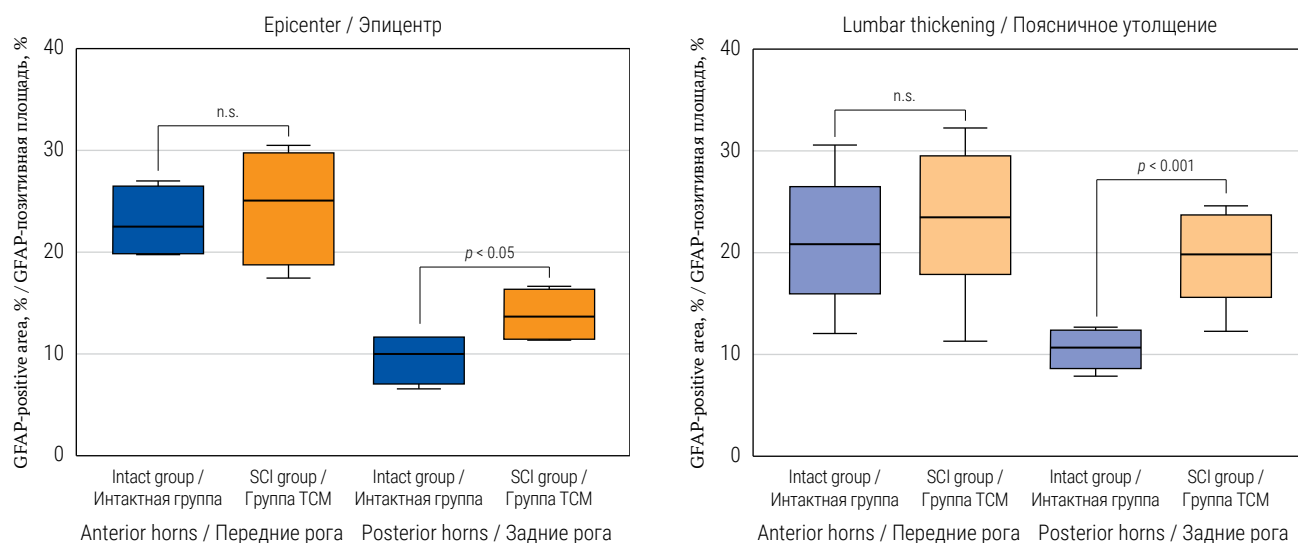 Epicenter / Эпицентр
GFAP-positive area, % / GFAP-позитивная площадь, %
40
30
20
10
0
n.s.
p < 0.05
Intact group /
Интактная группа
SCI group /
Группа ТСМ
Intact group /
Интактная группа
SCI group /
Группа ТСМ
Anterior horns / Передние рога
Posterior horns / Задние рога
Lumbar thickening / Поясничное утолщение
GFAP-positive area, % / GFAP-позитивная площадь, %
40
30
20
10
0
n.s.
p < 0.001
Intact group /
Интактная группа
SCI group /
Группа ТСМ
Intact group /
Интактная группа
SCI group /
Группа ТСМ
Anterior horns / Передние рога
Posterior horns / Задние рога